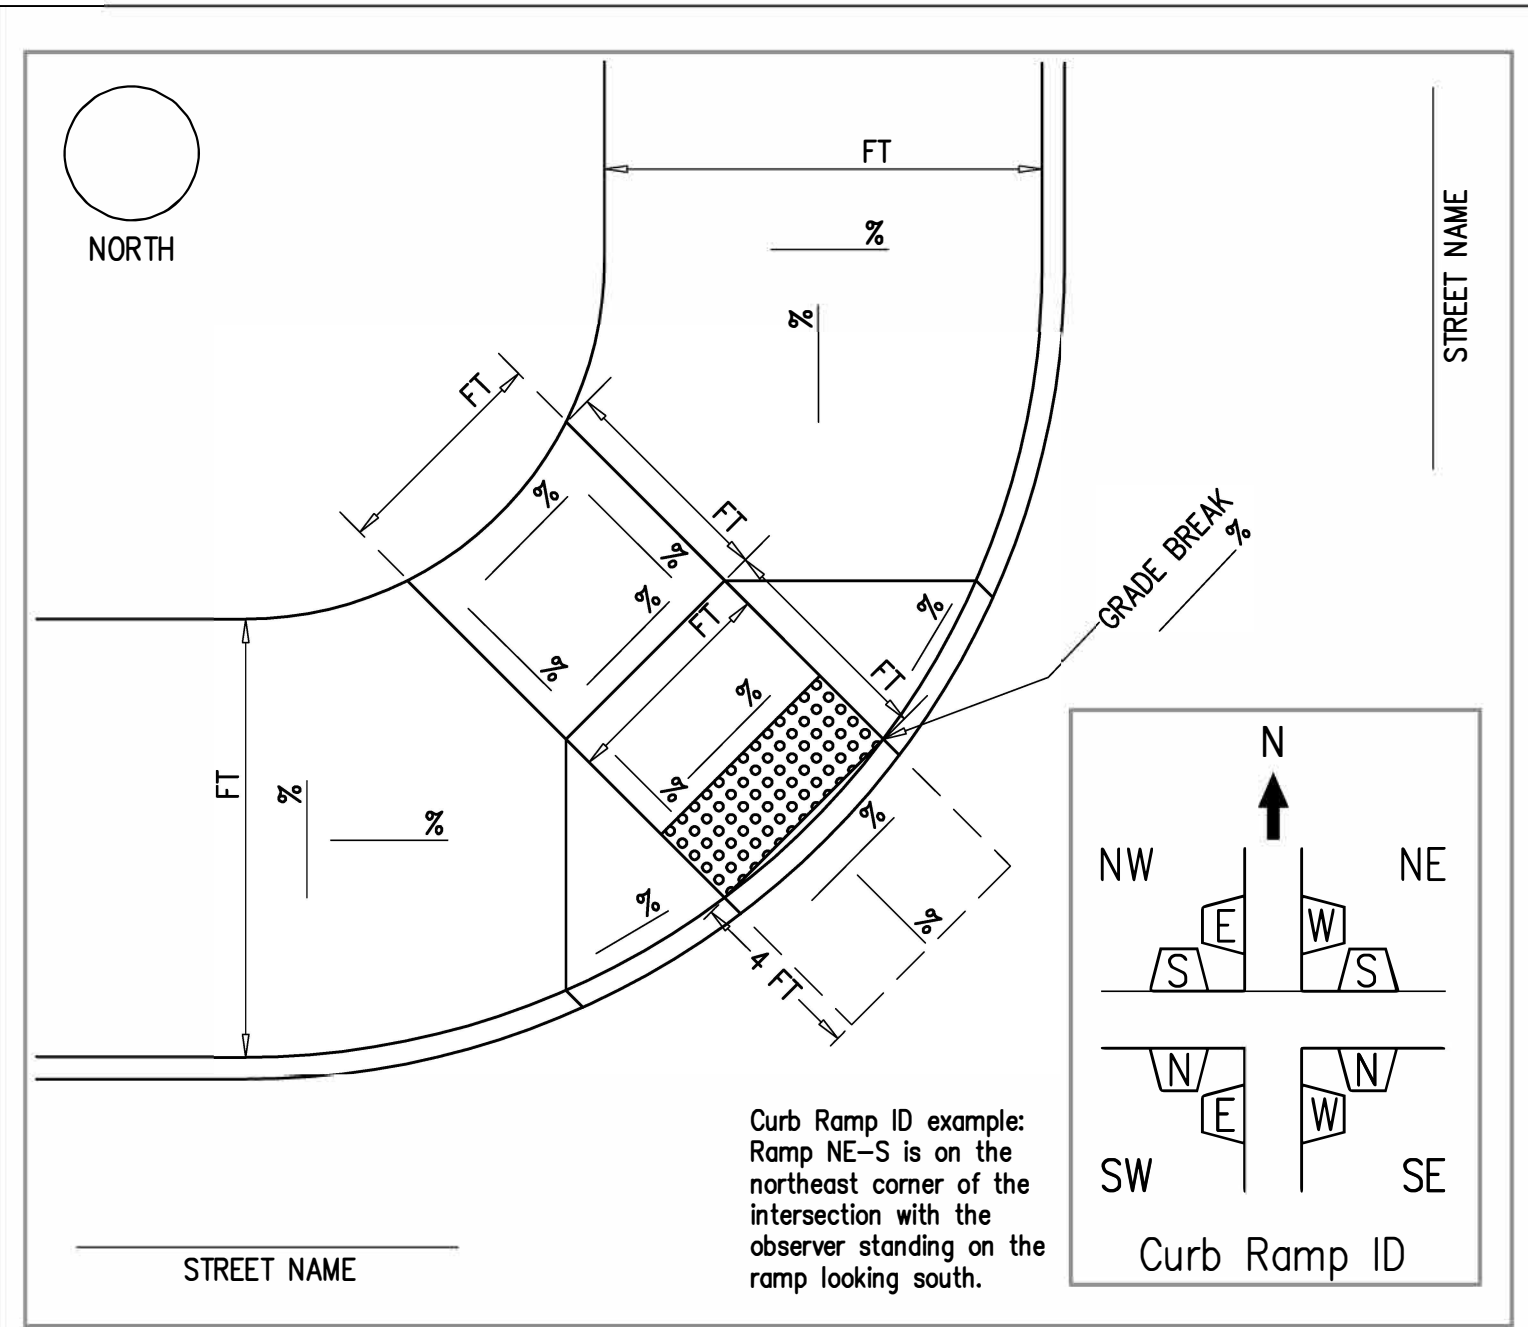 NORTH
FT
%
%
STREET NAME
FT
%
FT
%
%
FT
%
FT
GRADE BREAK
%
%
%
%
FT
%
%
%
%
%
4 FT
Curb Ramp ID example:
Ramp NE-S is on the
northeast corner of the
intersection with the
observer standing on the
ramp looking south.
STREET NAME
N
NW NE
E W
S S
N N
E W
SW SE
Curb Ramp ID